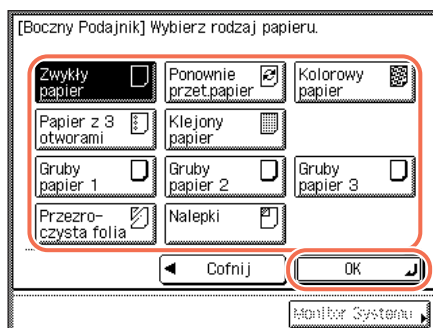 [Boczny Podajnik] Wybierz rodzaj papieru.
Zwykły papier
Ponownie przet.papier
Kolorowy papier
Papier z 3 otworami
Klejony papier
Gruby papier 1
Gruby papier 2
Gruby papier 3
Przezro- czysta folia
Nalepki
Cofnij
OK
Monitor Systemu